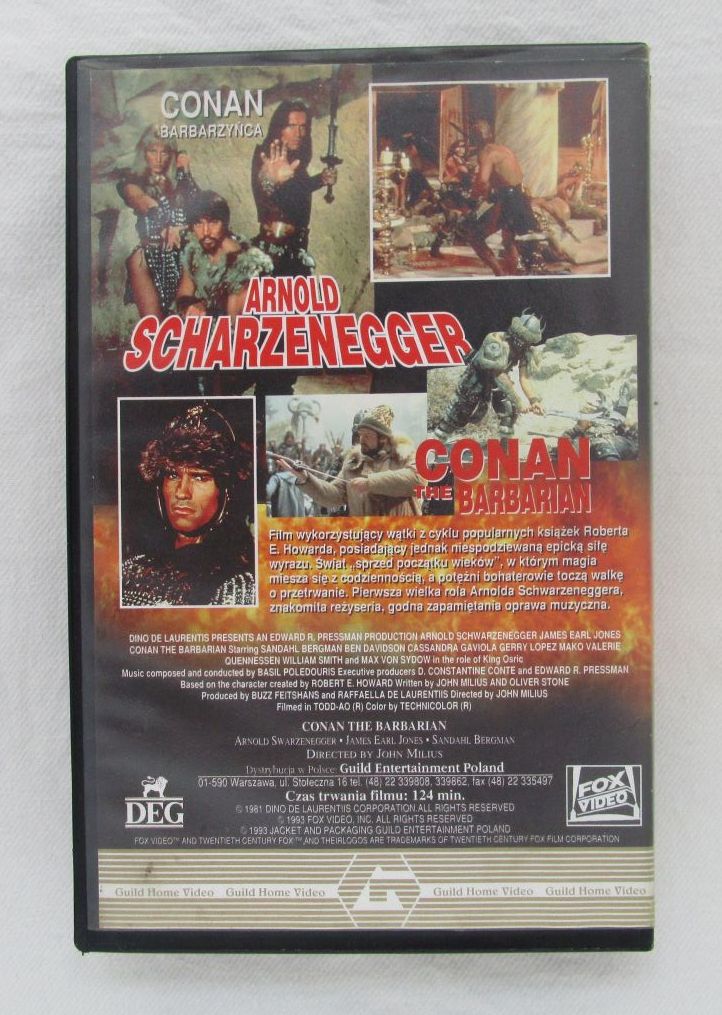 CONAN
BARBARZYŃCA
ARNOLD
SCHARZENEGGER
CONAN
THE BARBARIAN
Film wykorzystujący wątki z cyklu popularnych książek Roberta
E. Howarda, posiadający jednak niespodziewaną epicką siłę
wyrazu. Świat „sprzed początku wieków”, w którym magia
miesza się z codziennością, a potężni bohaterowie toczą walkę
o przetrwanie. Pierwsza wielka rola Arnolda Schwarzeneggera,
znakomita reżyseria, godna zapamiętania oprawa muzyczna.
DINO DE LAURENTIS PRESENTS AN EDWARD R. PRESSMAN PRODUCTION ARNOLD SCHWARZENEGGER JAMES EARL JONES
CONAN THE BARBARIAN Starring SANDAHL BERGMAN BEN DAVIDSON CASSANDRA GAVIOLA GERRY LOPEZ MAKO VALERIE
QUENNESSEN WILLIAM SMITH and MAX VON SYDOW in the role of King Osric
Music composed and conducted by BASIL POLEDOURIS Executive producers D. CONSTANTINE CONTE and EDWARD R. PRESSMAN
Based on the character created by ROBERT E. HOWARD Written by JOHN MILIUS AND OLIVER STONE
Produced by BUZZ FEITSHANS and RAFFAELLA DE LAURENTIIS Directed by JOHN MILIUS
Filmed in TODD-AO (R) Color by TECHNICOLOR (R)
CONAN THE BARBARIAN
ARNOLD SWARZENEGGER • JAMES EARL JONES • SANDAHL BERGMAN
DIRECTED BY JOHN MILIUS
Dystrybucja w Polsce: Guild Entertainment Poland
01-590 Warszawa, ul. Stołeczna 16 tel. (48) 22 339808, 339862, fax (48) 22 335497
Czas trwania filmu: 124 min.
© 1981 DINO DE LAURENTIIS CORPORATION. ALL RIGHTS RESERVED
© 1993 FOX VIDEO, INC. ALL RIGHTS RESERVED
© 1993 JACKET AND PACKAGING GUILD ENTERTAINMENT POLAND
FOX VIDEO™ AND TWENTIETH CENTURY FOX™, AND THEIRLOGOS ARE TRADEMARKS OF TWENTIETH CENTURY FOX FILM CORPORATION
DEG
FOX
VIDEO
Guild Home Video Guild Home Video G Guild Home Video Guild Home Video